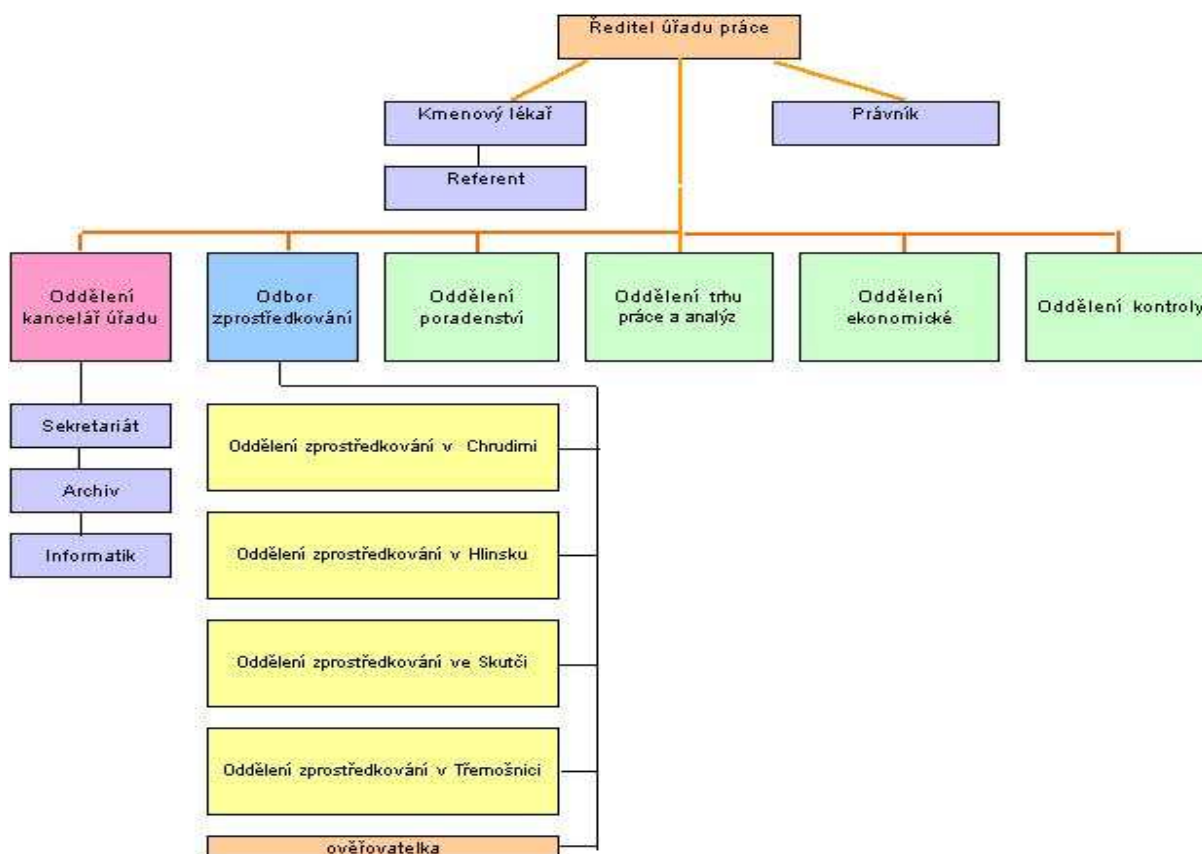 Ředitel úřadu práce
Kmenový lékař
Právník
Referent
Oddělení
kancelář úřadu
Odbor
zprostředkování
Oddělení
poradenství
Oddělení trhu
práce a analýz
Oddělení
ekonomické
Oddělení kontroly
Sekretariát
Archiv
Informatik
Oddělení zprostředkování v Chrudimi
Oddělení zprostředkování v Hlinsku
Oddělení zprostředkování ve Skutči
Oddělení zprostředkování v Třemošnici
ověřovatelka